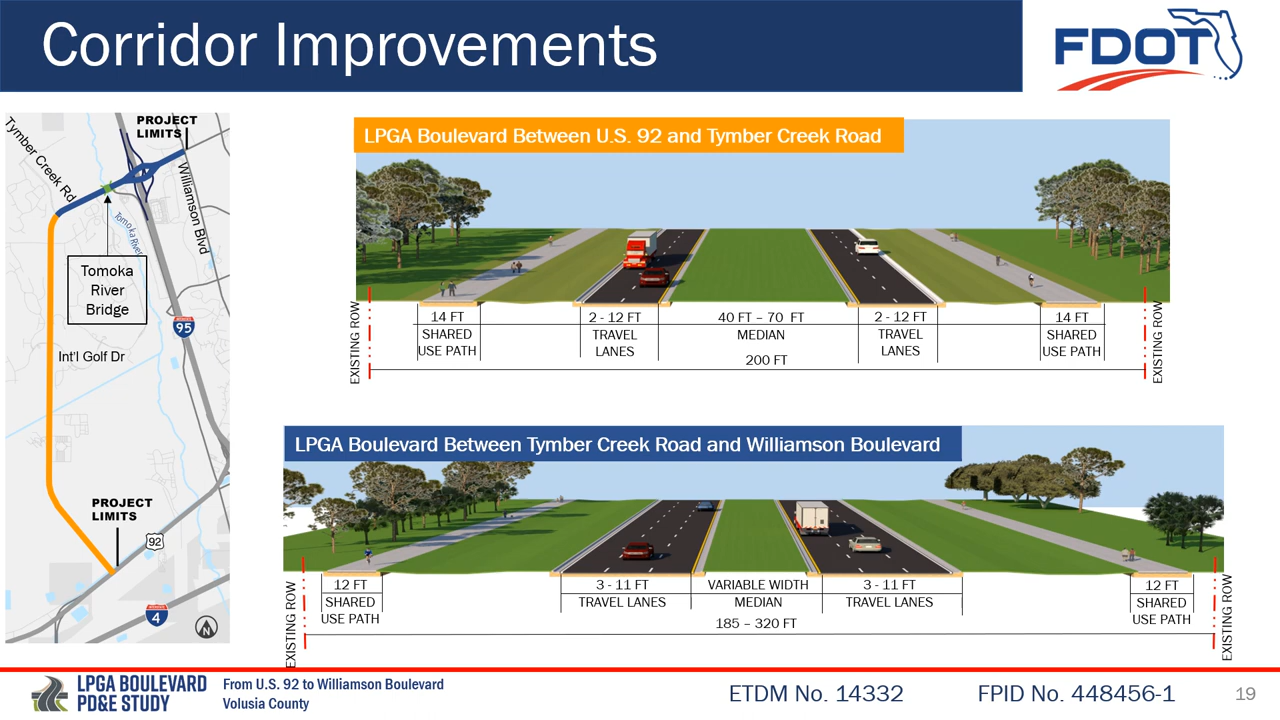 Corridor Improvements
FDOT
PROJECT
LIMITS
Tymber Creek Rd
Williamson Blvd
Tomoka River
Tomoka
River
Bridge
95
Int'l Golf Dr
PROJECT
LIMITS
92
4
N
LPGA Boulevard Between U.S. 92 and Tymber Creek Road
EXISTING ROW
14 FT
SHARED
USE PATH
2 - 12 FT
TRAVEL
LANES
40 FT – 70 FT
MEDIAN
2 - 12 FT
TRAVEL
LANES
14 FT
SHARED
USE PATH
200 FT
EXISTING ROW
LPGA Boulevard Between Tymber Creek Road and Williamson Boulevard
EXISTING ROW
12 FT
SHARED
USE PATH
3 - 11 FT
TRAVEL LANES
VARIABLE WIDTH
MEDIAN
3 - 11 FT
TRAVEL LANES
12 FT
SHARED
USE PATH
185 – 320 FT
EXISTING ROW
LPGA BOULEVARD
PD&E STUDY
From U.S. 92 to Williamson Boulevard
Volusia County
ETDM No. 14332
FPID No. 448456-1
19